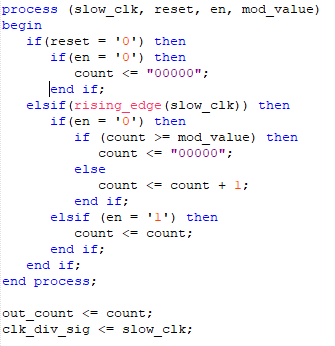 process (slow_clk, reset, en, mod_value)
begin
   if(reset = '0') then
      if(en = '0') then
         count <= "00000";
      end if;
   elsif(rising_edge(slow_clk)) then
      if(en = '0') then
         if (count >= mod_value) then
            count <= "00000";
         else
            count <= count + 1;
         end if;
      elsif (en = '1') then
         count <= count;
      end if;
   end if;
end process;

out_count <= count;
clk_div_sig <= slow_clk;